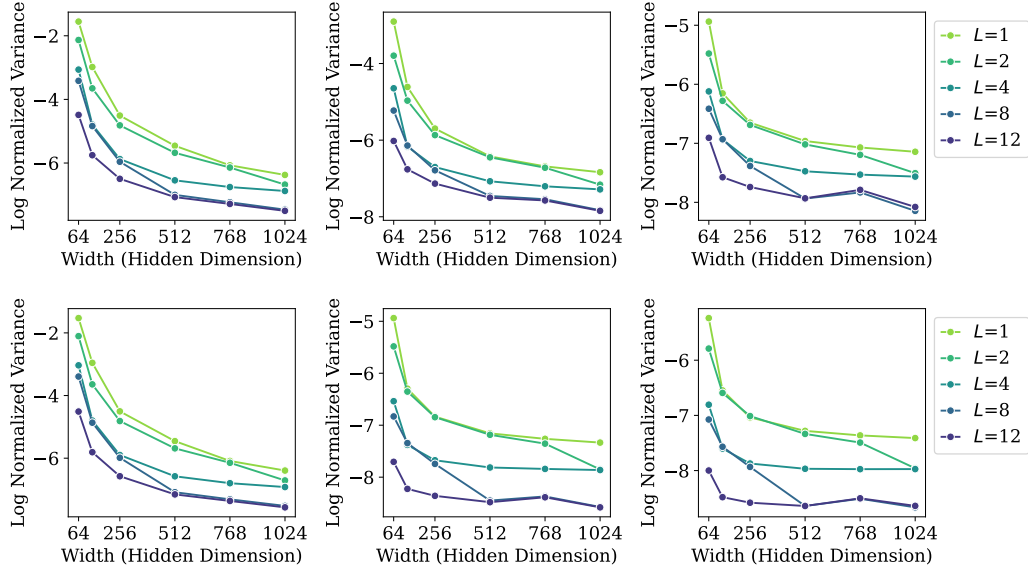 Log Normalized Variance
−2
−4
−6
64 256 512 768 1024
Width (Hidden Dimension)
Log Normalized Variance
−4
−6
−8
64 256 512 768 1024
Width (Hidden Dimension)
Log Normalized Variance
−5
−6
−7
−8
64 256 512 768 1024
Width (Hidden Dimension)
L=1
L=2
L=4
L=8
L=12
Log Normalized Variance
−2
−4
−6
64 256 512 768 1024
Width (Hidden Dimension)
Log Normalized Variance
−5
−6
−7
−8
64 256 512 768 1024
Width (Hidden Dimension)
Log Normalized Variance
−6
−7
−8
64 256 512 768 1024
Width (Hidden Dimension)
L=1
L=2
L=4
L=8
L=12